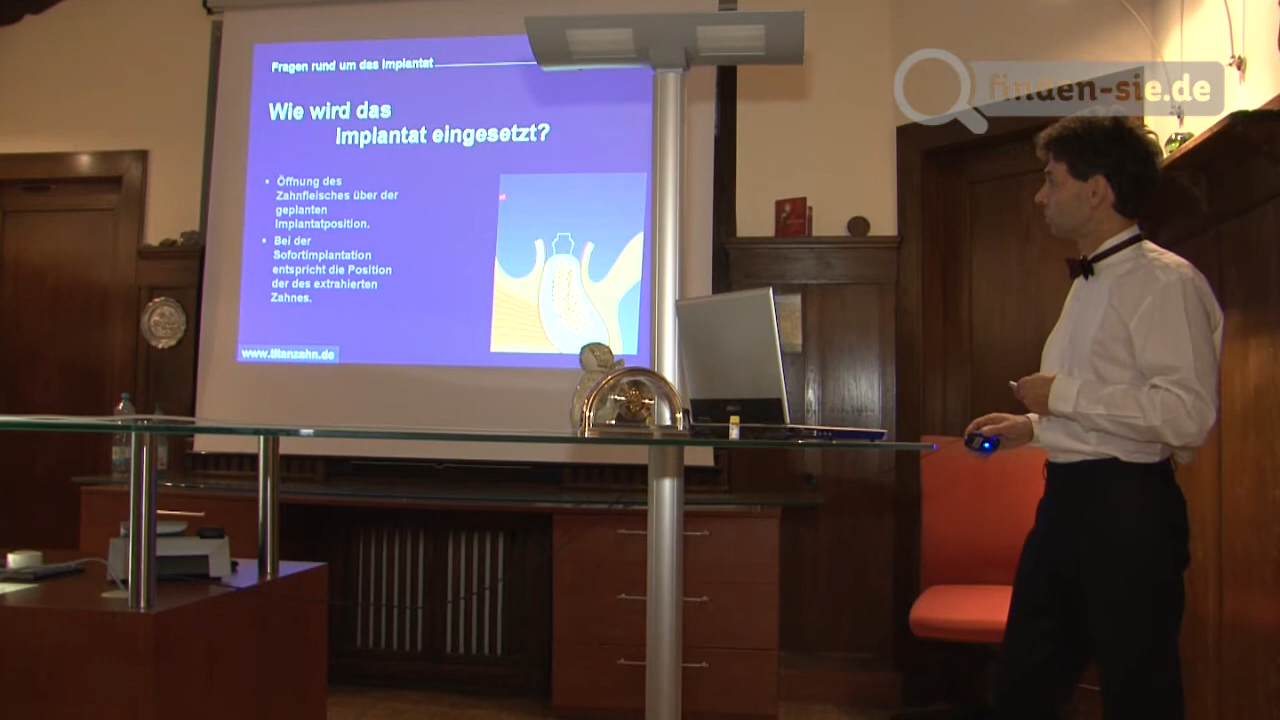 Fragen rund um das Implantat
finden-sie.de
Wie wird das
Implantat eingesetzt?
• Öffnung des
Zahnfleisches über der
geplanten
Implantatposition.
• Bei der
Sofortimplantation
entspricht die Position
der des extrahierten
Zahnes.
www.titanzahn.de